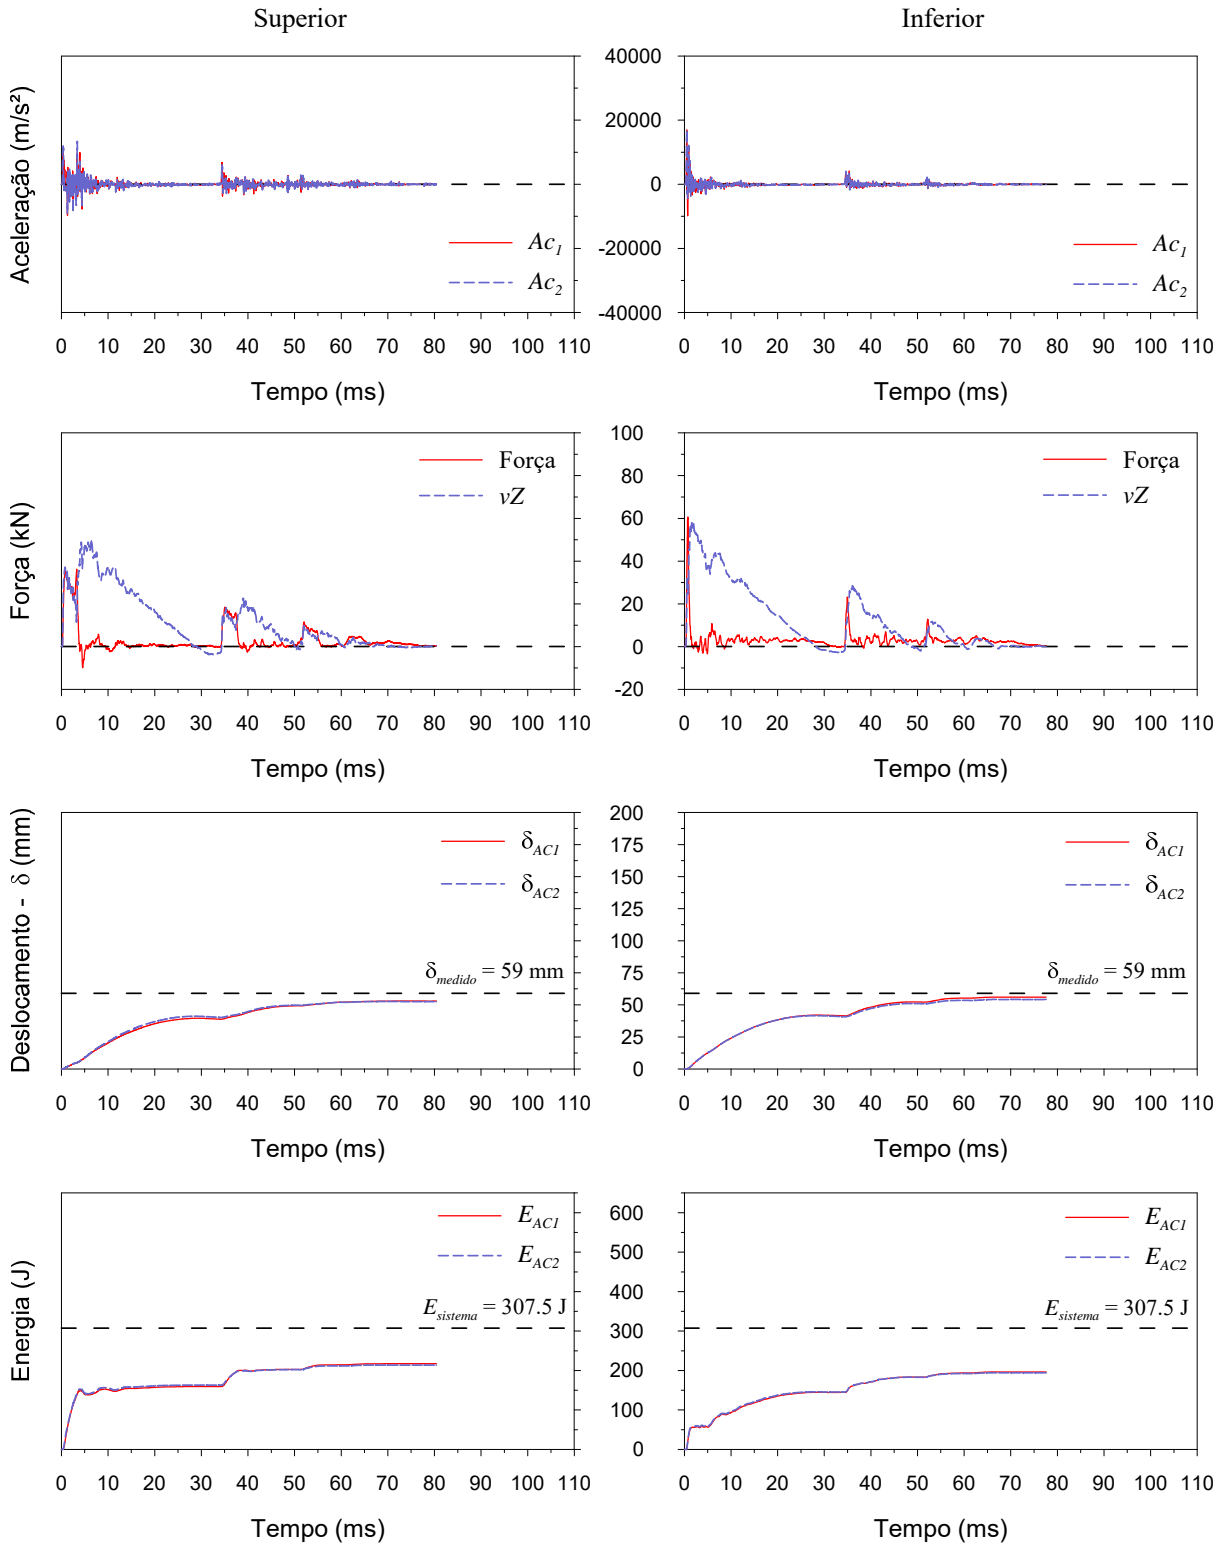 Superior
Inferior
Aceleração (m/s²)
40000
20000
0
-20000
-40000
Ac1
Ac2
Ac1
Ac2
0 10 20 30 40 50 60 70 80 90 100 110
0 10 20 30 40 50 60 70 80 90 100 110
Tempo (ms)
Tempo (ms)
Força (kN)
100
80
60
40
20
0
-20
Força
vZ
Força
vZ
0 10 20 30 40 50 60 70 80 90 100 110
0 10 20 30 40 50 60 70 80 90 100 110
Tempo (ms)
Tempo (ms)
Deslocamento - δ (mm)
200
175
150
125
100
75
50
25
0
δAC1
δAC2
δmedido = 59 mm
δAC1
δAC2
δmedido = 59 mm
0 10 20 30 40 50 60 70 80 90 100 110
0 10 20 30 40 50 60 70 80 90 100 110
Tempo (ms)
Tempo (ms)
Energia (J)
600
500
400
300
200
100
0
EAC1
EAC2
Esistema = 307.5 J
EAC1
EAC2
Esistema = 307.5 J
0 10 20 30 40 50 60 70 80 90 100 110
0 10 20 30 40 50 60 70 80 90 100 110
Tempo (ms)
Tempo (ms)